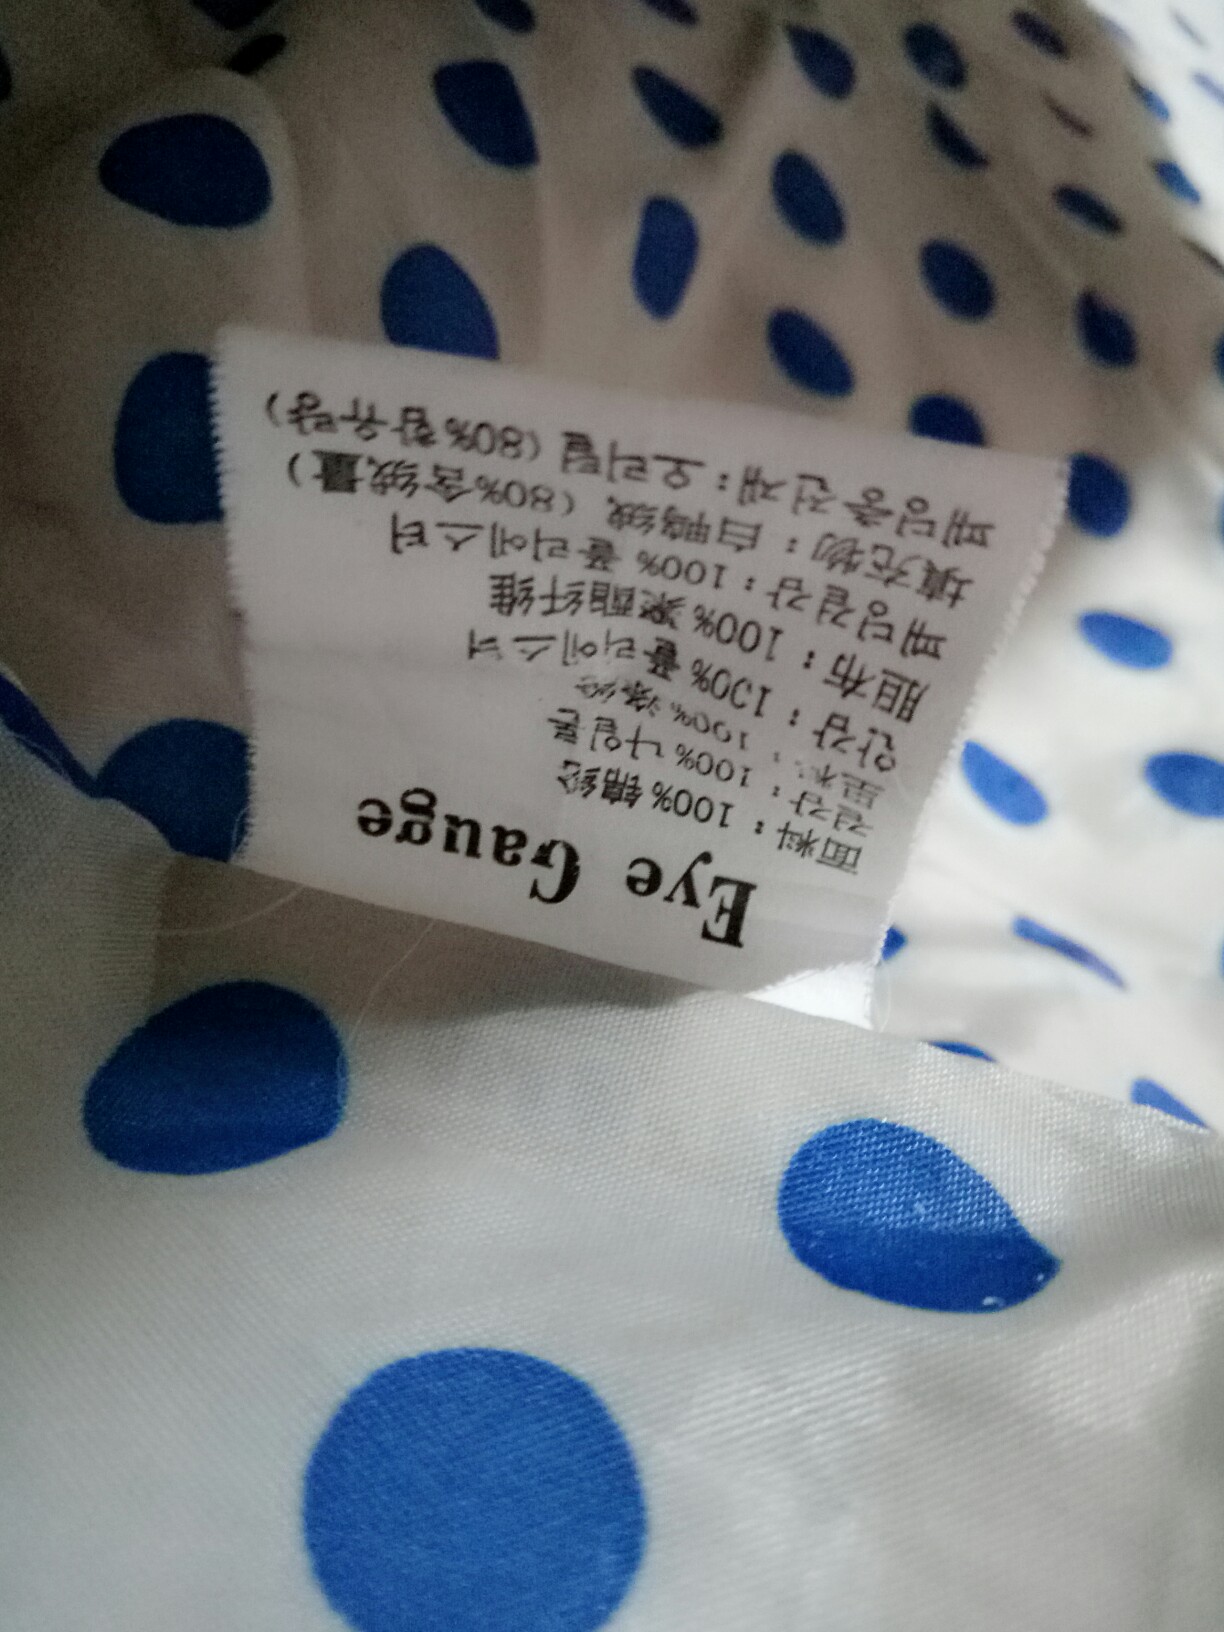 Eye Gauge
面料：100%锦纶
겉감：100%나일론
里料：100%涤纶
안감：100%폴리에스터
胆布：100%聚酯纤维
패딩겉감：100%폴리에스터
填充物：白鸭绒（80%含绒量）
패딩충전재：오리털（80%함유량）